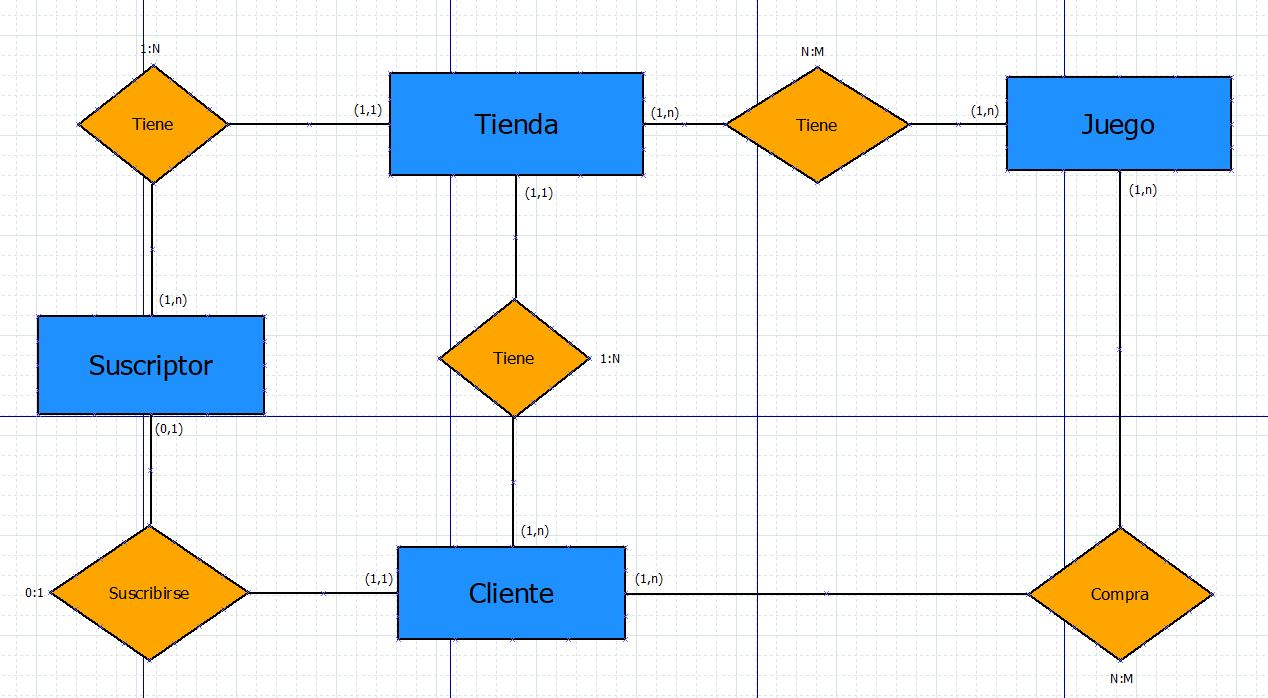 1:N
N:M
Tiene
(1,1)
Tienda
(1,n)
Tiene
(1,n)
Juego
(1,1)
(1,n)
(1,n)
Suscriptor
Tiene
1:N
(0,1)
(1,n)
0:1
Suscribirse
(1,1)
Cliente
(1,n)
Compra
N:M